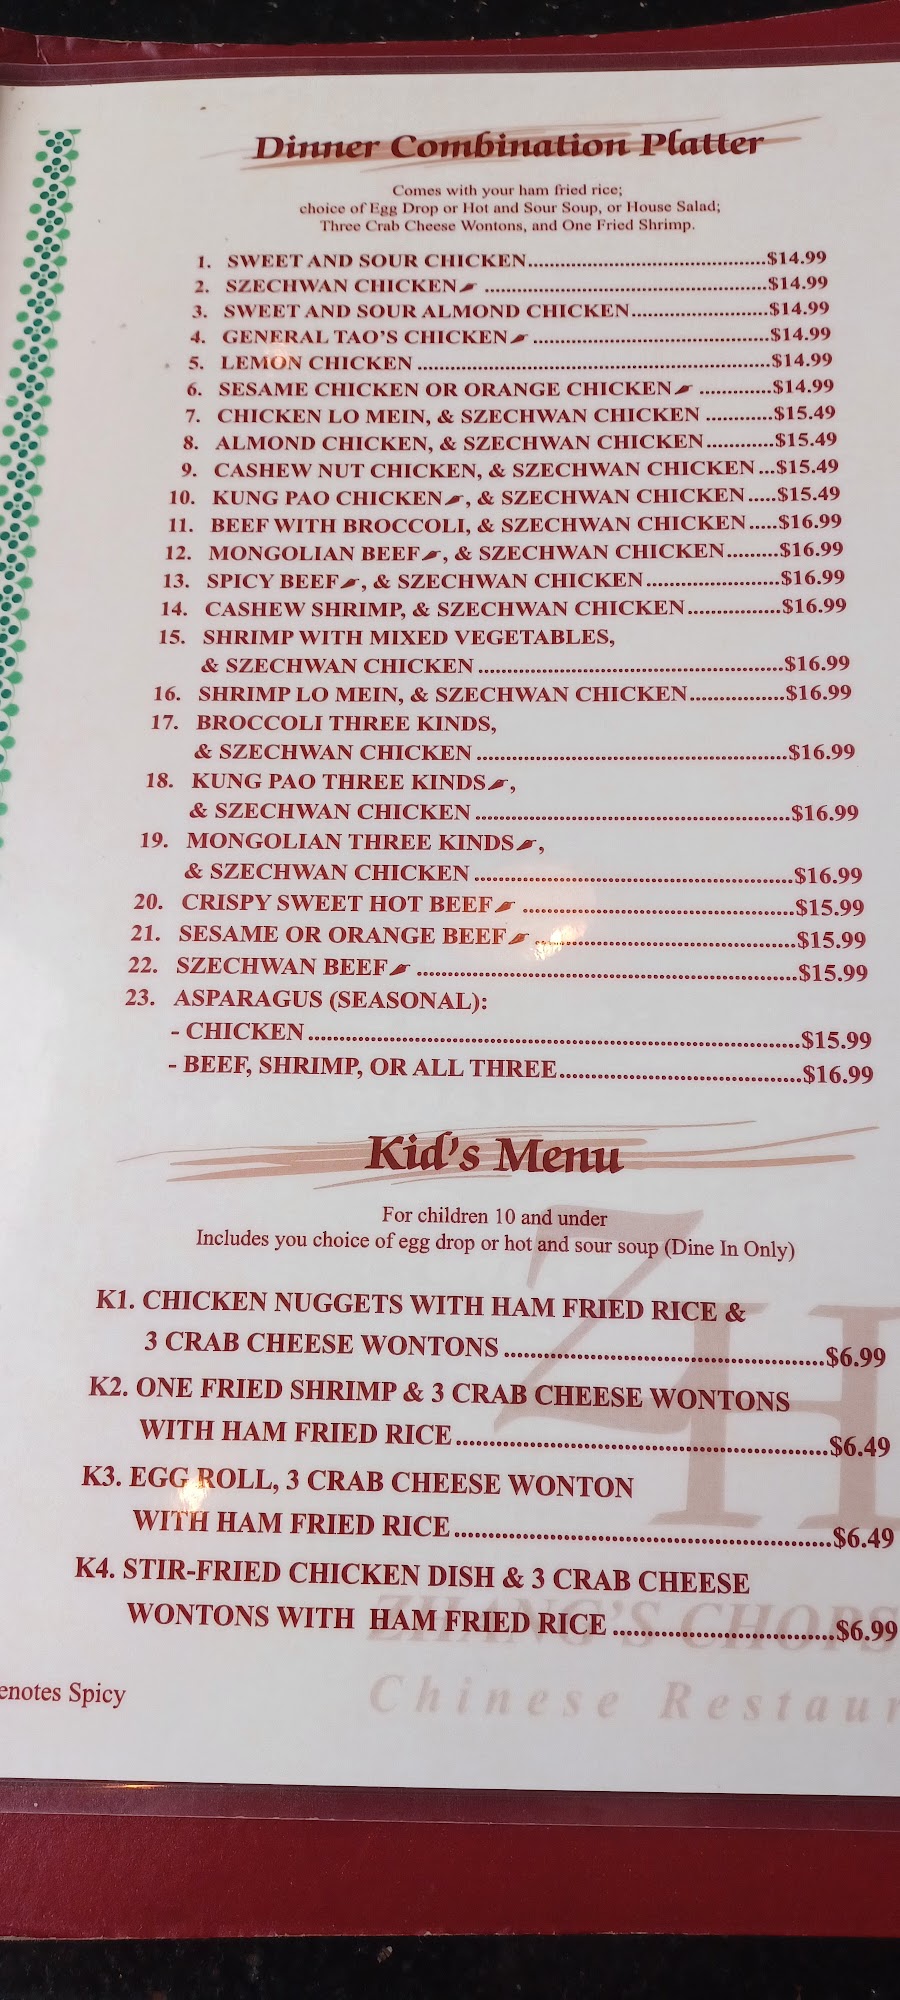 Dinner Combination Platter
Comes with your ham fried rice;
choice of Egg Drop or Hot and Sour Soup, or House Salad;
Three Crab Cheese Wontons, and One Fried Shrimp.
1. SWEET AND SOUR CHICKEN....................$14.99
2. SZECHWAN CHICKEN ....................$14.99
3. SWEET AND SOUR ALMOND CHICKEN....................$14.99
4. GENERAL TAO'S CHICKEN ....................$14.99
5. LEMON CHICKEN ....................$14.99
6. SESAME CHICKEN OR ORANGE CHICKEN .............$14.99
7. CHICKEN LO MEIN, & SZECHWAN CHICKEN ............$15.49
8. ALMOND CHICKEN, & SZECHWAN CHICKEN............$15.49
9. CASHEW NUT CHICKEN, & SZECHWAN CHICKEN...$15.49
10. KUNG PAO CHICKEN, & SZECHWAN CHICKEN.....$15.49
11. BEEF WITH BROCCOLI, & SZECHWAN CHICKEN.....$16.99
12. MONGOLIAN BEEF, & SZECHWAN CHICKEN.........$16.99
13. SPICY BEEF, & SZECHWAN CHICKEN....................$16.99
14. CASHEW SHRIMP, & SZECHWAN CHICKEN................$16.99
15. SHRIMP WITH MIXED VEGETABLES,
& SZECHWAN CHICKEN ....................$16.99
16. SHRIMP LO MEIN, & SZECHWAN CHICKEN................$16.99
17. BROCCOLI THREE KINDS,
& SZECHWAN CHICKEN ....................$16.99
18. KUNG PAO THREE KINDS,
& SZECHWAN CHICKEN ....................$16.99
19. MONGOLIAN THREE KINDS,
& SZECHWAN CHICKEN ....................$16.99
20. CRISPY SWEET HOT BEEF ....................$15.99
21. SESAME OR ORANGE BEEF ....................$15.99
22. SZECHWAN BEEF ....................$15.99
23. ASPARAGUS (SEASONAL):
- CHICKEN ....................$15.99
- BEEF, SHRIMP, OR ALL THREE....................$16.99
Kid's Menu
For children 10 and under
Includes you choice of egg drop or hot and sour soup (Dine In Only)
K1. CHICKEN NUGGETS WITH HAM FRIED RICE &
3 CRAB CHEESE WONTONS ....................$6.99
K2. ONE FRIED SHRIMP & 3 CRAB CHEESE WONTONS
WITH HAM FRIED RICE....................$6.49
K3. EGG ROLL, 3 CRAB CHEESE WONTON
WITH HAM FRIED RICE....................$6.49
K4. STIR-FRIED CHICKEN DISH & 3 CRAB CHEESE
WONTONS WITH HAM FRIED RICE ....................$6.99
ZH
ZHANG'S CHOPS
enotes Spicy
Chinese Restaur